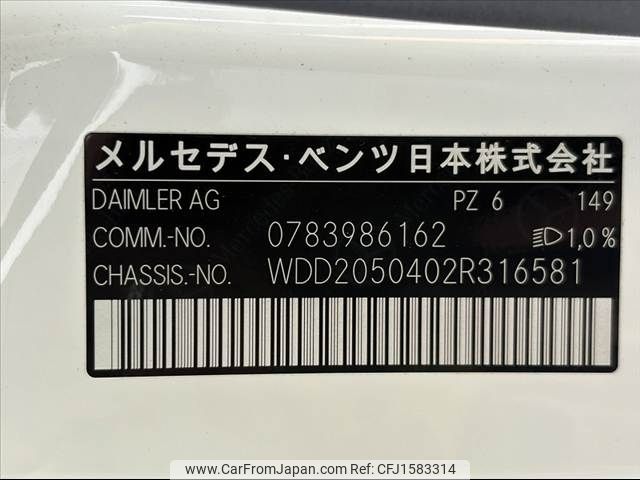 メルセデス・ベンツ日本株式会社
DAIMLER AG PZ 6 149
COMM.-NO. 0783986162 1,0%
CHASSIS.-NO. WDD2050402R316581
www.CarFromJapan.com - CFJ1583314